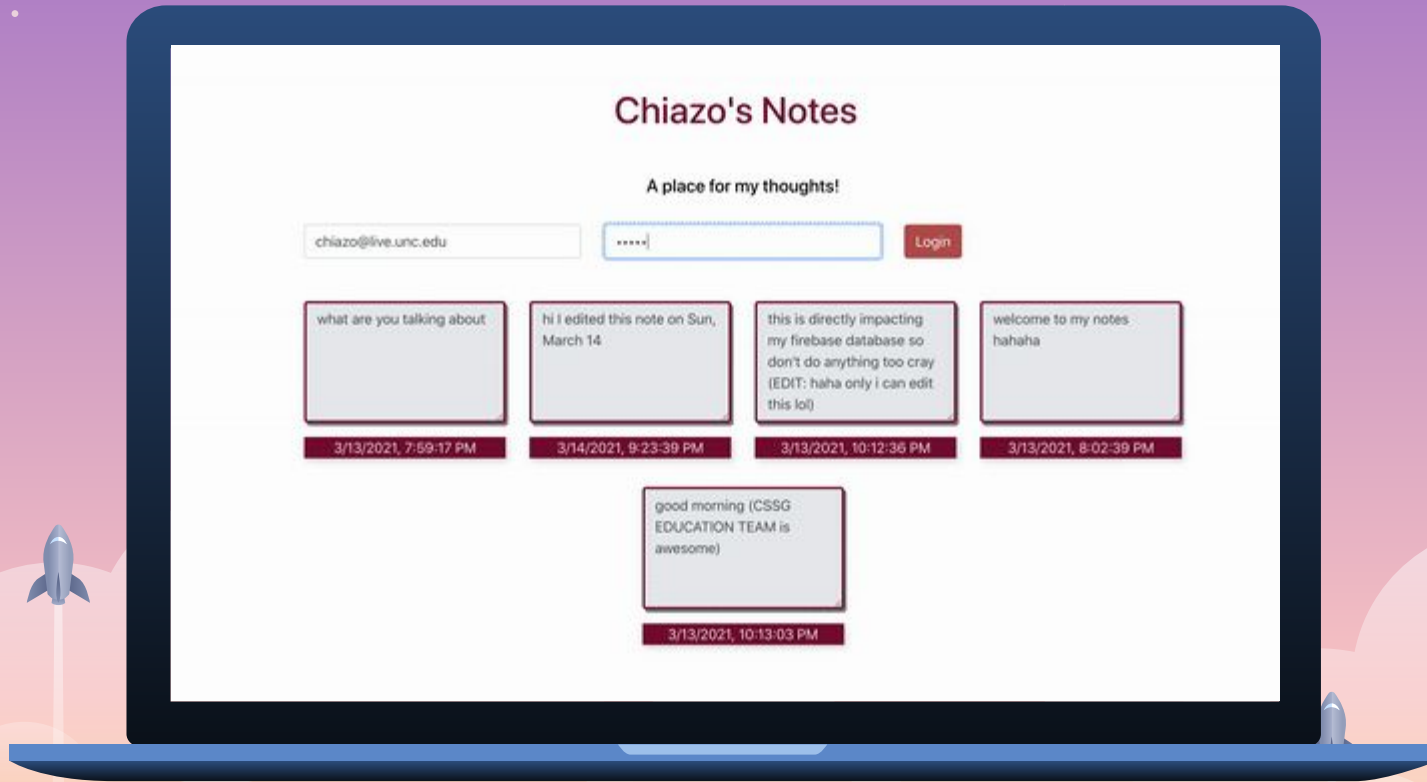 Chiazo's Notes
A place for my thoughts!
chiazo@live.unc.edu
•••••
Login
what are you talking about
hi I edited this note on Sun,
March 14
this is directly impacting
my firebase database so
don't do anything too cray
(EDIT: haha only i can edit
this lol)
welcome to my notes
hahaha
3/13/2021, 7:59:17 PM
3/14/2021, 9:23:39 PM
3/13/2021, 10:12:36 PM
3/13/2021, 8:02:39 PM
good morning (CSSG
EDUCATION TEAM is
awesome)
3/13/2021, 10:13:03 PM